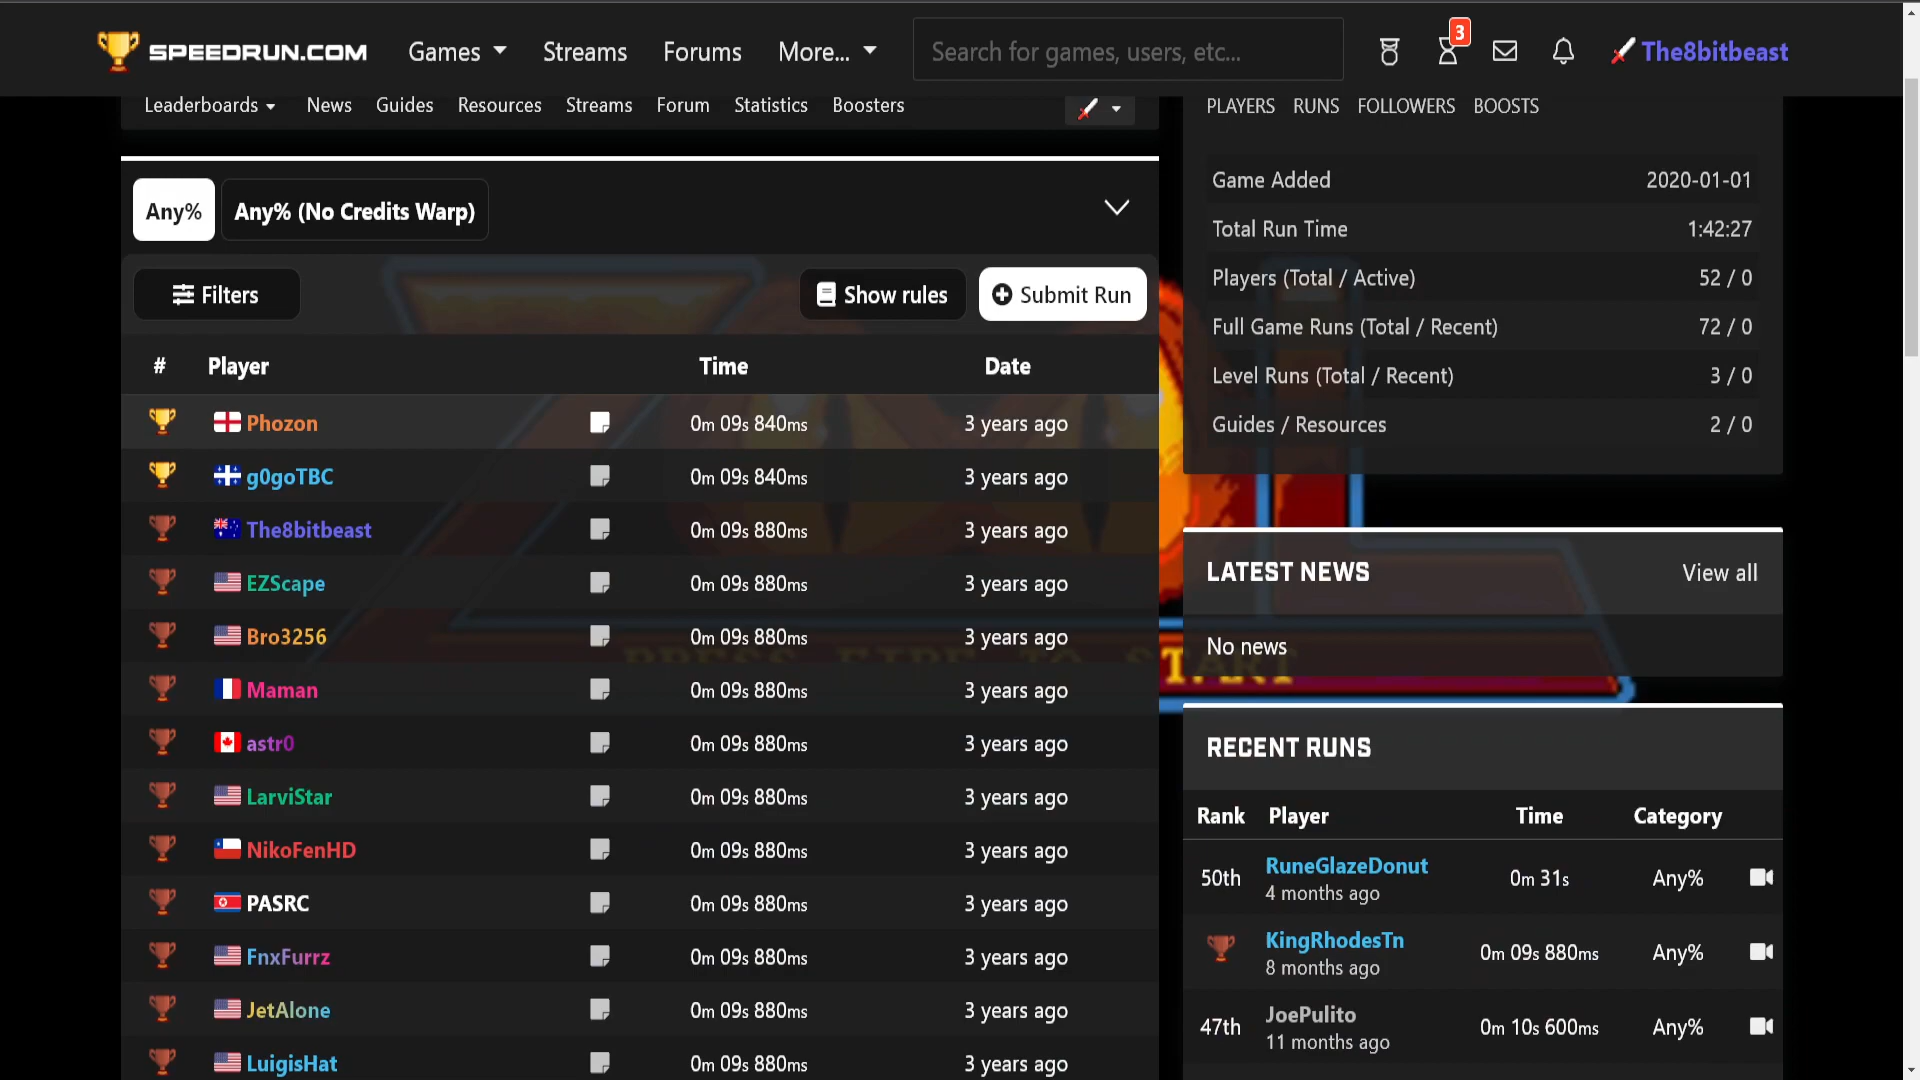 SPEEDRUN.COM Games Streams Forums More... Search for games, users, etc... 3 The8bitbeast
Leaderboards News Guides Resources Streams Forum Statistics Boosters
PLAYERS RUNS FOLLOWERS BOOSTS
Any% Any% (No Credits Warp)
Filters Show rules Submit Run
# Player Time Date
Phozon 0m 09s 840ms 3 years ago
g0goTBC 0m 09s 840ms 3 years ago
The8bitbeast 0m 09s 880ms 3 years ago
EZScape 0m 09s 880ms 3 years ago
Bro3256 0m 09s 880ms 3 years ago
Maman 0m 09s 880ms 3 years ago
astr0 0m 09s 880ms 3 years ago
LarviStar 0m 09s 880ms 3 years ago
NikoFenHD 0m 09s 880ms 3 years ago
PASRC 0m 09s 880ms 3 years ago
FnxFurrz 0m 09s 880ms 3 years ago
JetAlone 0m 09s 880ms 3 years ago
LuigisHat 0m 09s 880ms 3 years ago
Game Added 2020-01-01
Total Run Time 1:42:27
Players (Total / Active) 52 / 0
Full Game Runs (Total / Recent) 72 / 0
Level Runs (Total / Recent) 3 / 0
Guides / Resources 2 / 0
LATEST NEWS View all
No news
PRESS FIRE TO START
RECENT RUNS
Rank Player Time Category
50th RuneGlazeDonut 0m 31s Any%
4 months ago
KingRhodesTn 0m 09s 880ms Any%
8 months ago
47th JoePulito 0m 10s 600ms Any%
11 months ago